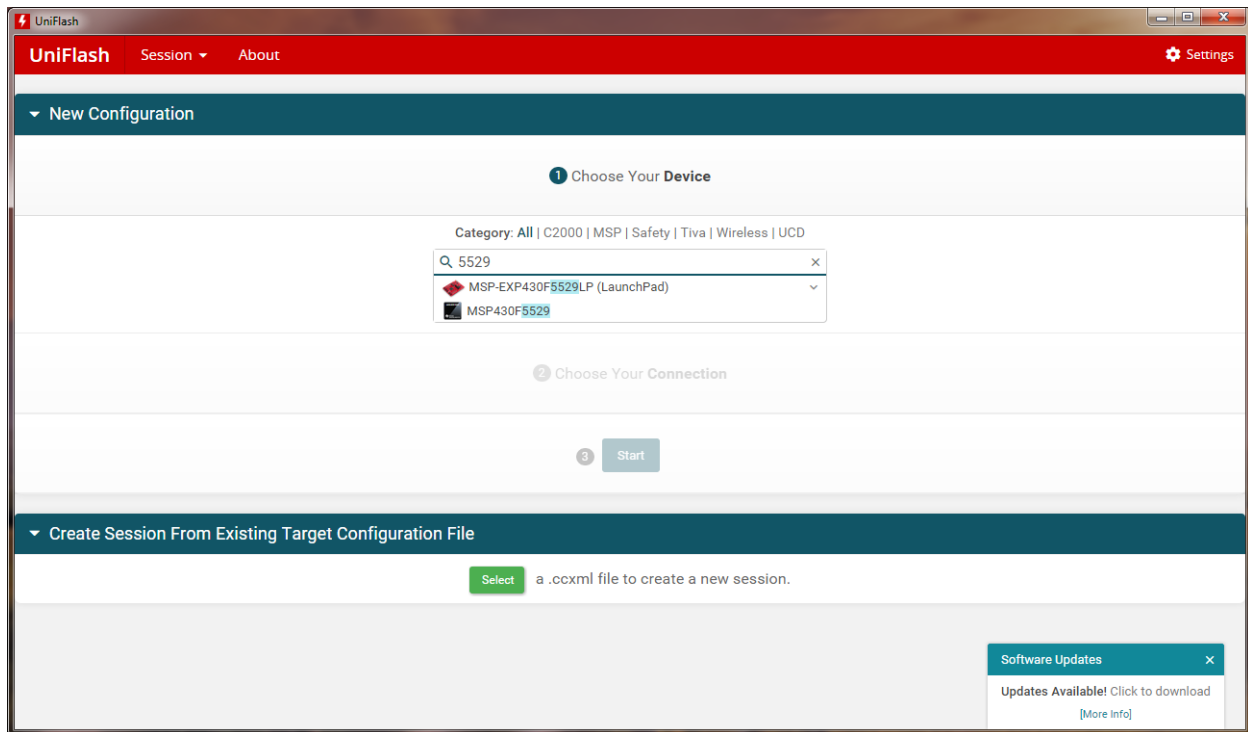 UniFlash
UniFlash Session About Settings
New Configuration
1 Choose Your Device
Category: All | C2000 | MSP | Safety | Tiva | Wireless | UCD
5529
MSP-EXP430F5529LP (LaunchPad)
MSP430F5529
2 Choose Your Connection
3 Start
Create Session From Existing Target Configuration File
Select a .ccxml file to create a new session.
Software Updates
Updates Available! Click to download
[More Info]